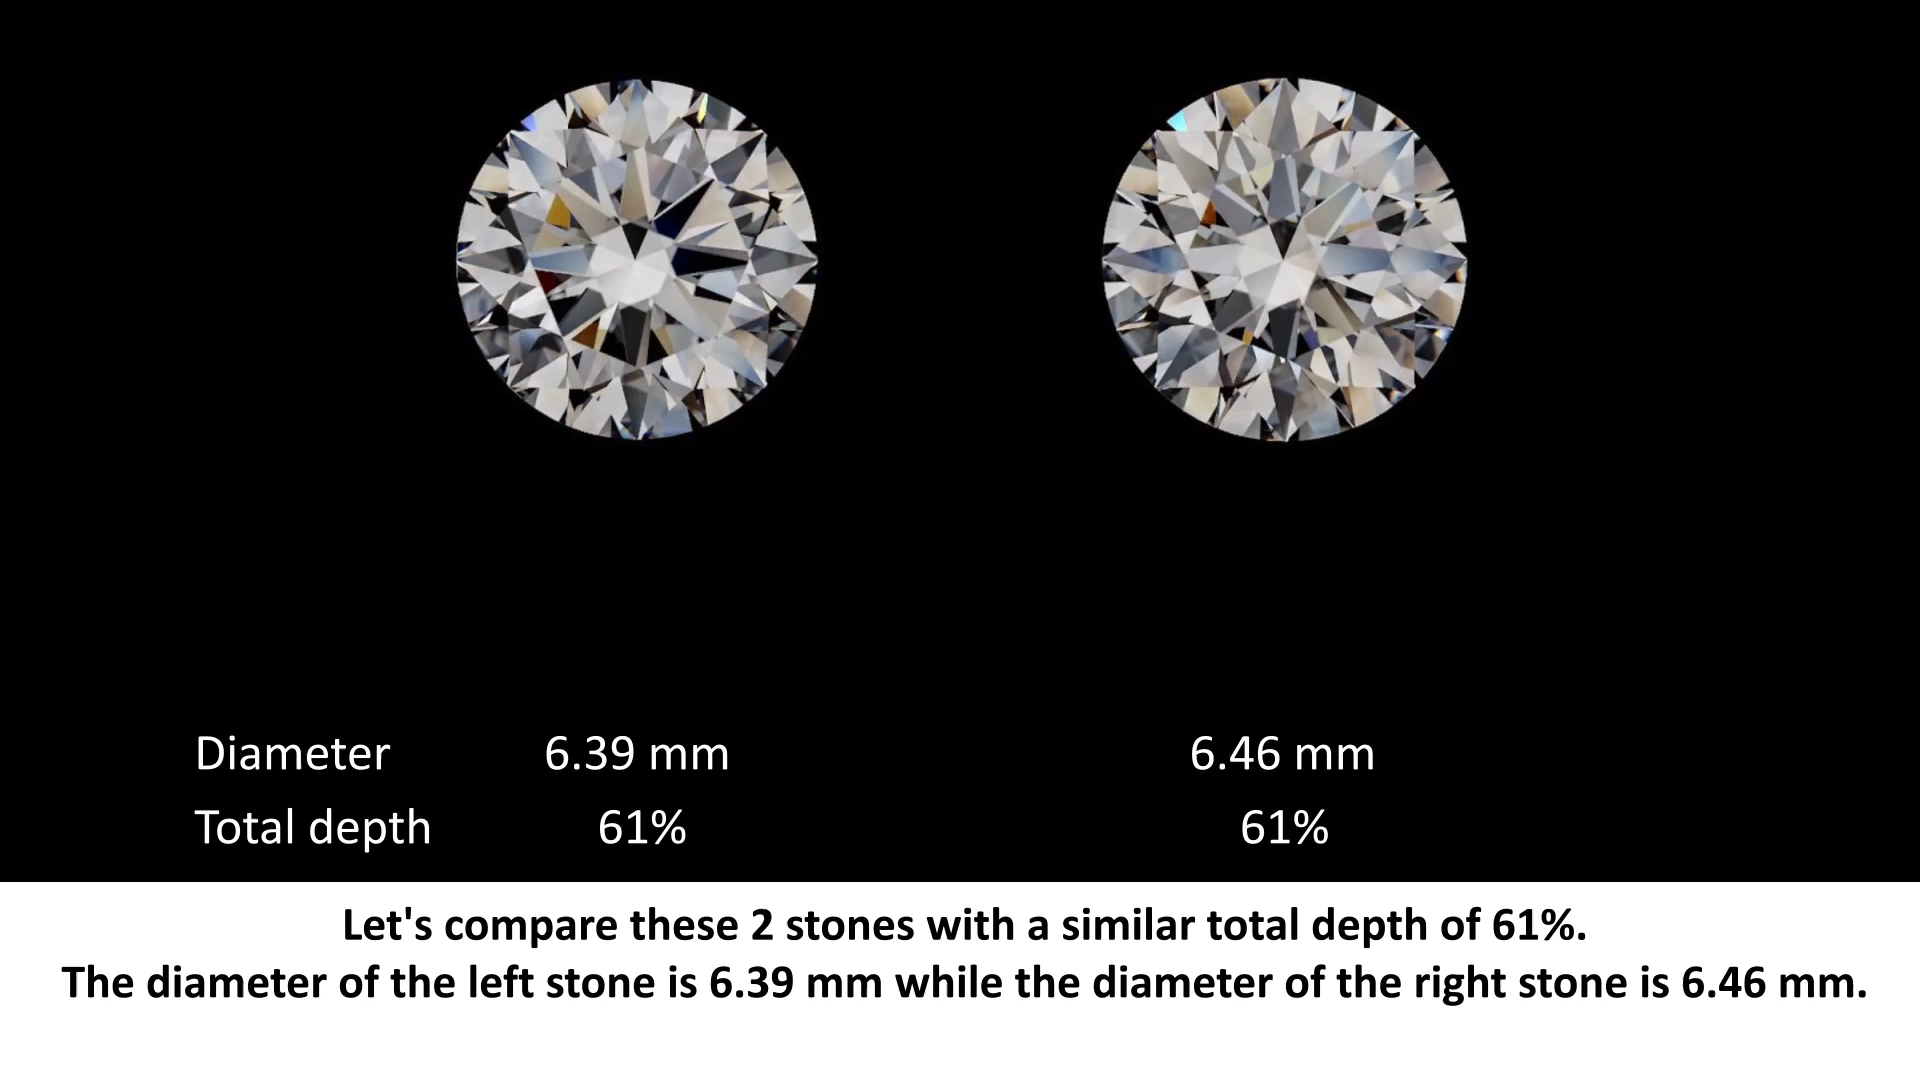 Diameter 6.39 mm 6.46 mm
Total depth 61% 61%
Let's compare these 2 stones with a similar total depth of 61%.
The diameter of the left stone is 6.39 mm while the diameter of the right stone is 6.46 mm.